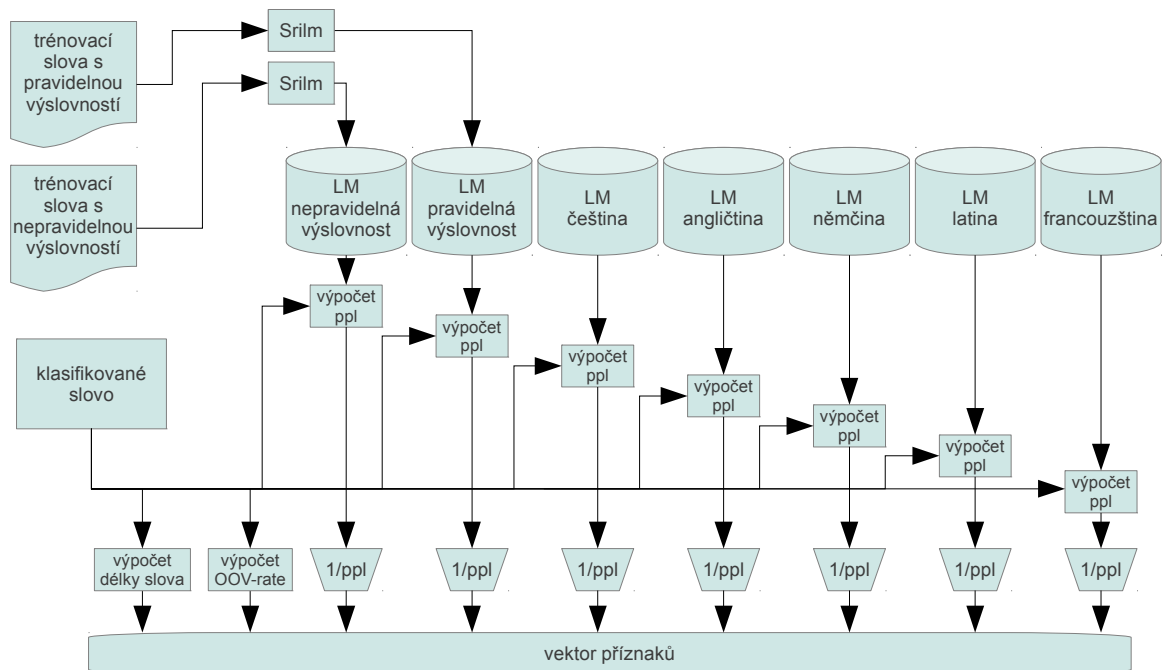 trénovací
slova s
pravidelnou
výslovností
Srilm
Srilm
trénovací
slova s
nepravidelnou
výslovností
LM
nepravidelná
výslovnost
LM
pravidelná
výslovnost
LM
čeština
LM
angličtina
LM
němčina
LM
latina
LM
francouzština
výpočet
ppl
výpočet
ppl
výpočet
ppl
výpočet
ppl
výpočet
ppl
výpočet
ppl
výpočet
ppl
klasifikované
slovo
výpočet
délky slova
výpočet
OOV-rate
1/ppl
1/ppl
1/ppl
1/ppl
1/ppl
1/ppl
1/ppl
vektor příznaků